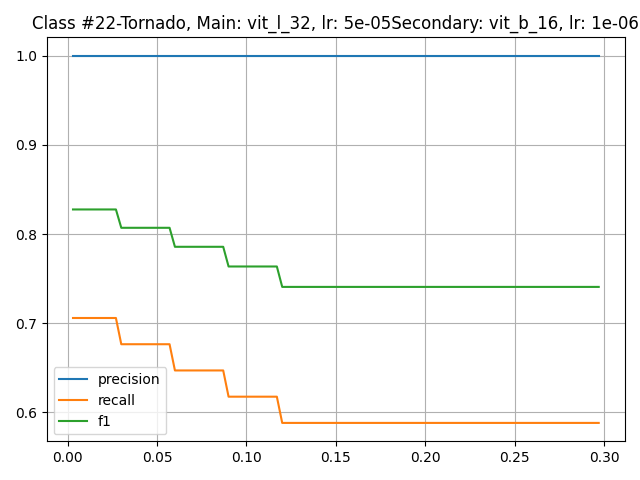 Class #22-Tornado, Main: vit_l_32, lr: 5e-05Secondary: vit_b_16, lr: 1e-06
1.0
0.9
0.8
0.7
0.6
precision
recall
f1
0.00 0.05 0.10 0.15 0.20 0.25 0.30